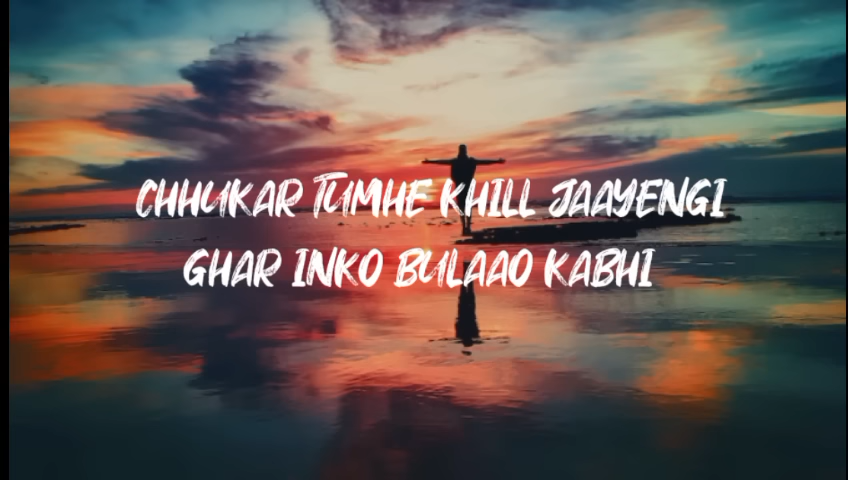 CHHUKAR TUMHE KHILL JAAYENGI
GHAR INKO BULAAO KABHI